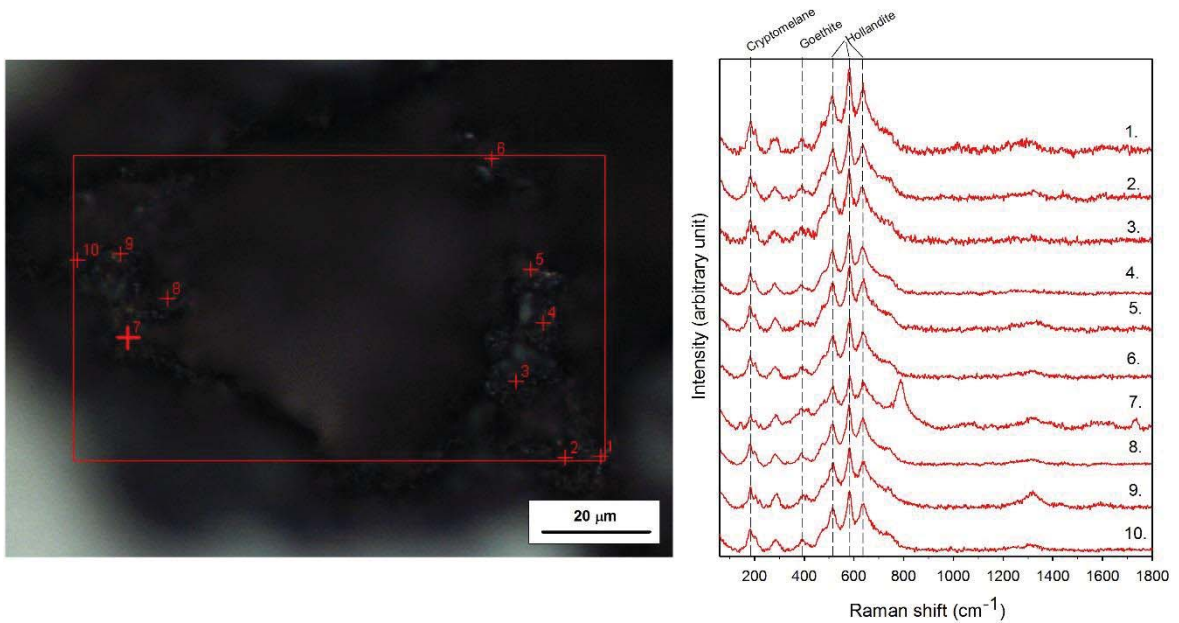 6
10
9
8
7
5
4
3
2
1
20 µm
Cryptomelane
Goethite
Hollandite
1.
2.
3.
4.
5.
6.
7.
8.
9.
10.
Intensity (arbitrary unit)
200 400 600 800 1000 1200 1400 1600 1800
Raman shift (cm⁻¹)